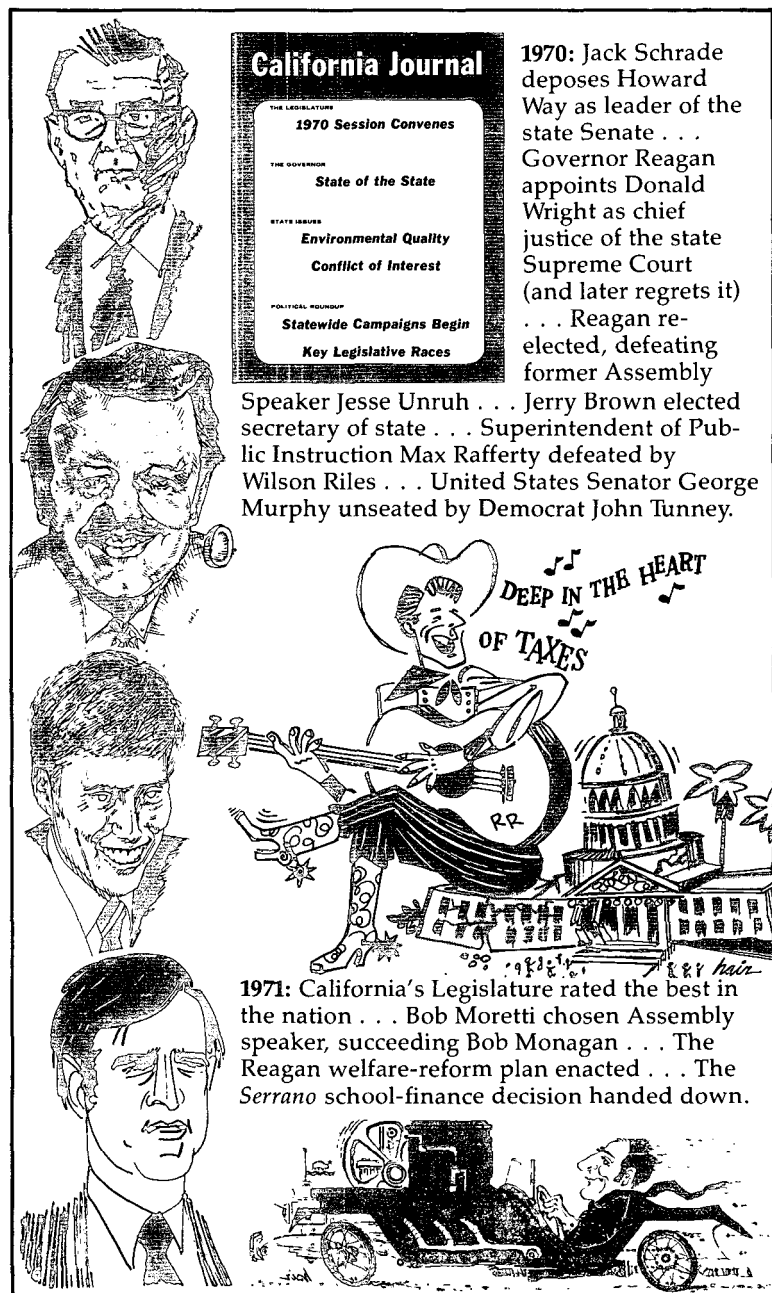 California Journal
THE LEGISLATURE
1970 Session Convenes
THE GOVERNOR
State of the State
STATE ISSUES
Environmental Quality
Conflict of Interest
POLITICAL ROUNDUP
Statewide Campaigns Begin
Key Legislative Races
1970: Jack Schrade
deposes Howard
Way as leader of the
state Senate . . .
Governor Reagan
appoints Donald
Wright as chief
justice of the state
Supreme Court
(and later regrets it)
. . . Reagan re-
elected, defeating
former Assembly
Speaker Jesse Unruh . . . Jerry Brown elected
secretary of state . . . Superintendent of Pub-
lic Instruction Max Rafferty defeated by
Wilson Riles . . . United States Senator George
Murphy unseated by Democrat John Tunney.
DEEP IN THE HEART
OF TAXES
RR
hair
1971: California's Legislature rated the best in
the nation . . . Bob Moretti chosen Assembly
speaker, succeeding Bob Monagan . . . The
Reagan welfare-reform plan enacted . . . The
Serrano school-finance decision handed down.